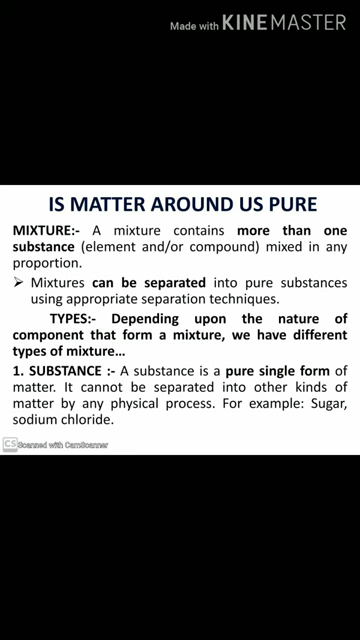 Made with KINEMASTER
IS MATTER AROUND US PURE
MIXTURE:- A mixture contains more than one
substance (element and/or compound) mixed in any
proportion.
➢ Mixtures can be separated into pure substances
using appropriate separation techniques.
TYPES:- Depending upon the nature of
component that form a mixture, we have different
types of mixture...
1. SUBSTANCE :- A substance is a pure single form of
matter. It cannot be separated into other kinds of
matter by any physical process. For example: Sugar,
sodium chloride.
CS Scanned with CamScanner